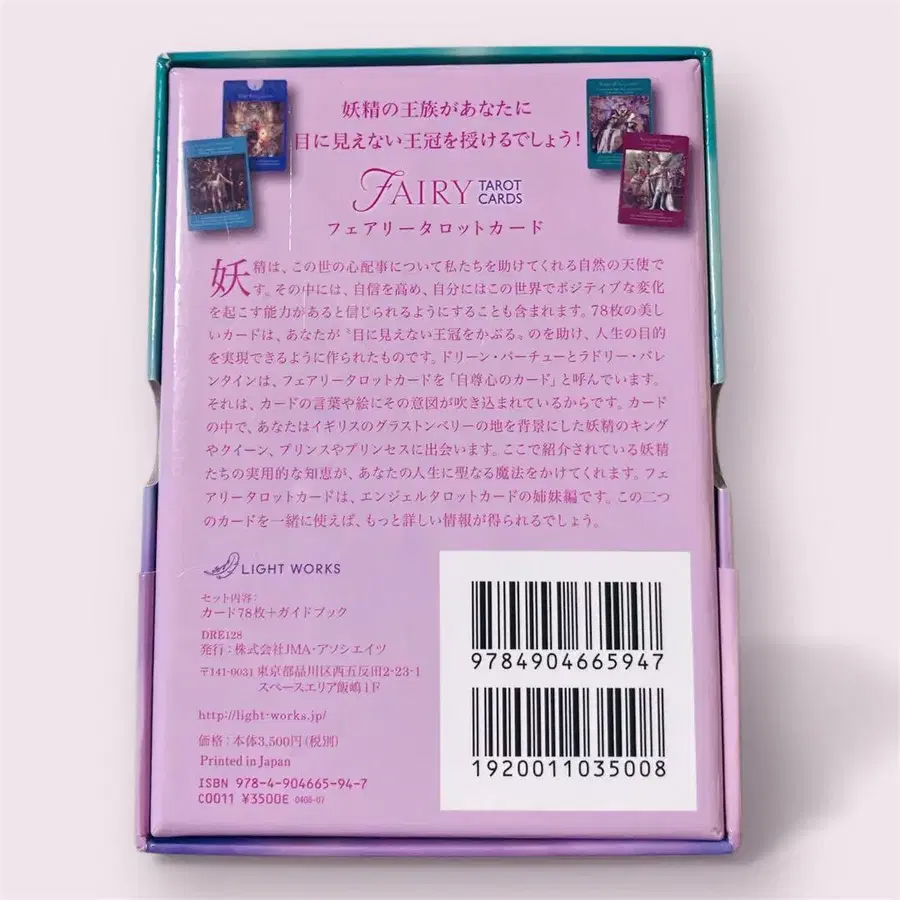 妖精の王族があなたに
目に見えない王冠を授けるでしょう!
FAIRY TAROT CARDS
フェアリータロットカード
妖精は、この世の心配事について私たちを助けてくれる自然の天使で
す。その中には、自信を高め、自分にはこの世界でポジティブな変化
を起こす能力があると信じられるようにすることも含まれます。78枚の美し
いカードは、あなたが〝目に見えない王冠をかぶる〟のを助け、人生の目的
を実現できるように作られたものです。ドリーン・バーチューとラドリー・バレ
ンタインは、フェアリータロットカードを「自尊心のカード」と呼んでいます。
それは、カードの言葉や絵にその意図が吹き込まれているからです。カード
の中で、あなたはイギリスのグラストンベリーの地を背景にした妖精のキング
やクイーン、プリンスやプリンセスに出会います。ここで紹介されている妖精
たちの実用的な知恵が、あなたの人生に聖なる魔法をかけてくれます。フェ
アリータロットカードは、エンジェルタロットカードの姉妹編です。この二つ
のカードを一緒に使えば、もっと詳しい情報が得られるでしょう。
LIGHT WORKS
セット内容:
カード78枚+ガイドブック
DRE128
発行:株式会社JMA・アソシエイツ
〒141-0031 東京都品川区西五反田2-23-1
スペースエリア飯嶋1F
http://light-works.jp/
価格:本体3,500円(税別)
Printed in Japan
ISBN 978-4-904665-94-7
C0011 ¥3500E 0408-07
9784904665947
1920011035008